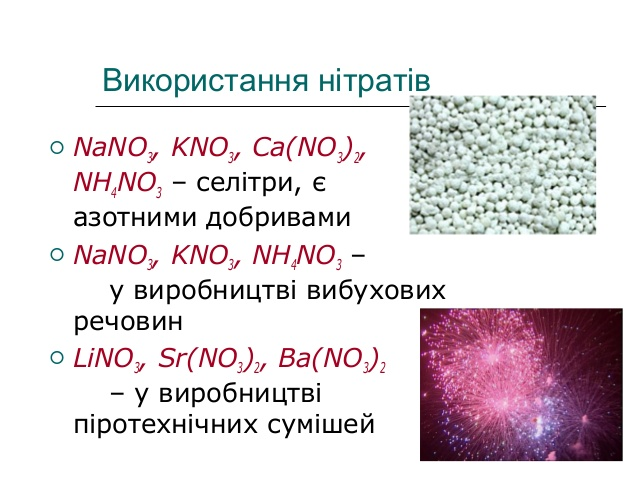 Використання нітратів
NaNO₃, KNO₃, Ca(NO₃)₂,
NH₄NO₃ – селітри, є
азотними добривами
NaNO₃, KNO₃, NH₄NO₃ –
у виробництві вибухових
речовин
LiNO₃, Sr(NO₃)₂, Ba(NO₃)₂
– у виробництві
піротехнічних сумішей